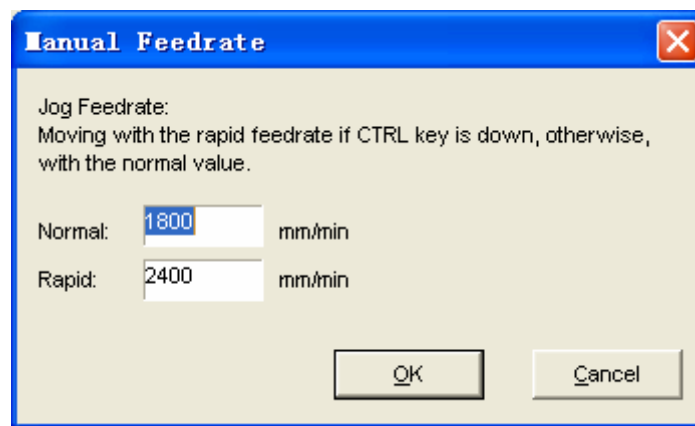 Manual Feedrate
Jog Feedrate:
Moving with the rapid feedrate if CTRL key is down, otherwise,
with the normal value.
Normal: 1800 mm/min
Rapid: 2400 mm/min
OK Cancel